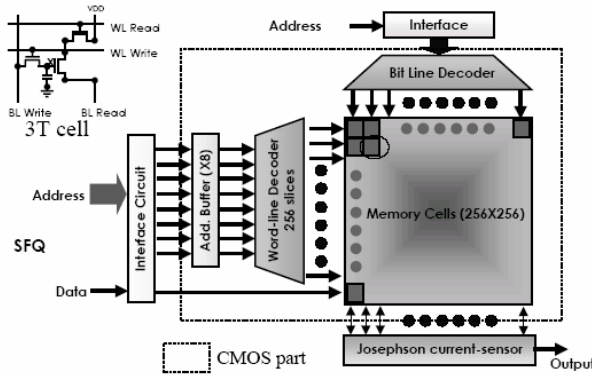 VDD
WL Read
WL Write
X
BL Write
BL Read
3T cell
Address
Interface
Bit Line Decoder
Address
SFQ
Data
Interface Circuit
Add. Buffer (X8)
Word-line Decoder
256 slices
Memory Cells (256X256)
Josephson current-sensor
Output
CMOS part